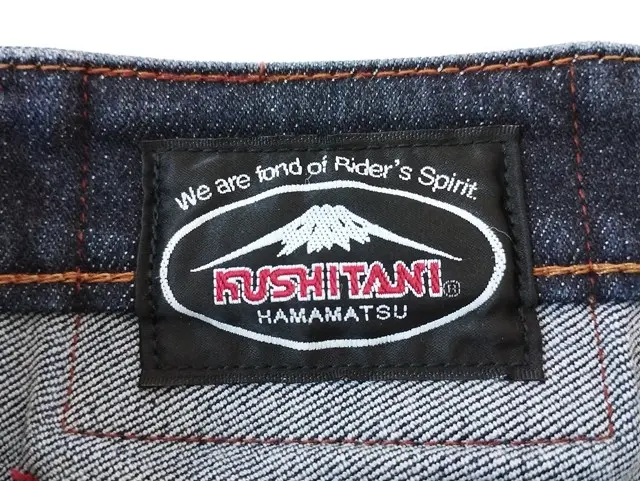 We are fond of Rider's Spirit.
KUSHITANI®
HAMAMATSU